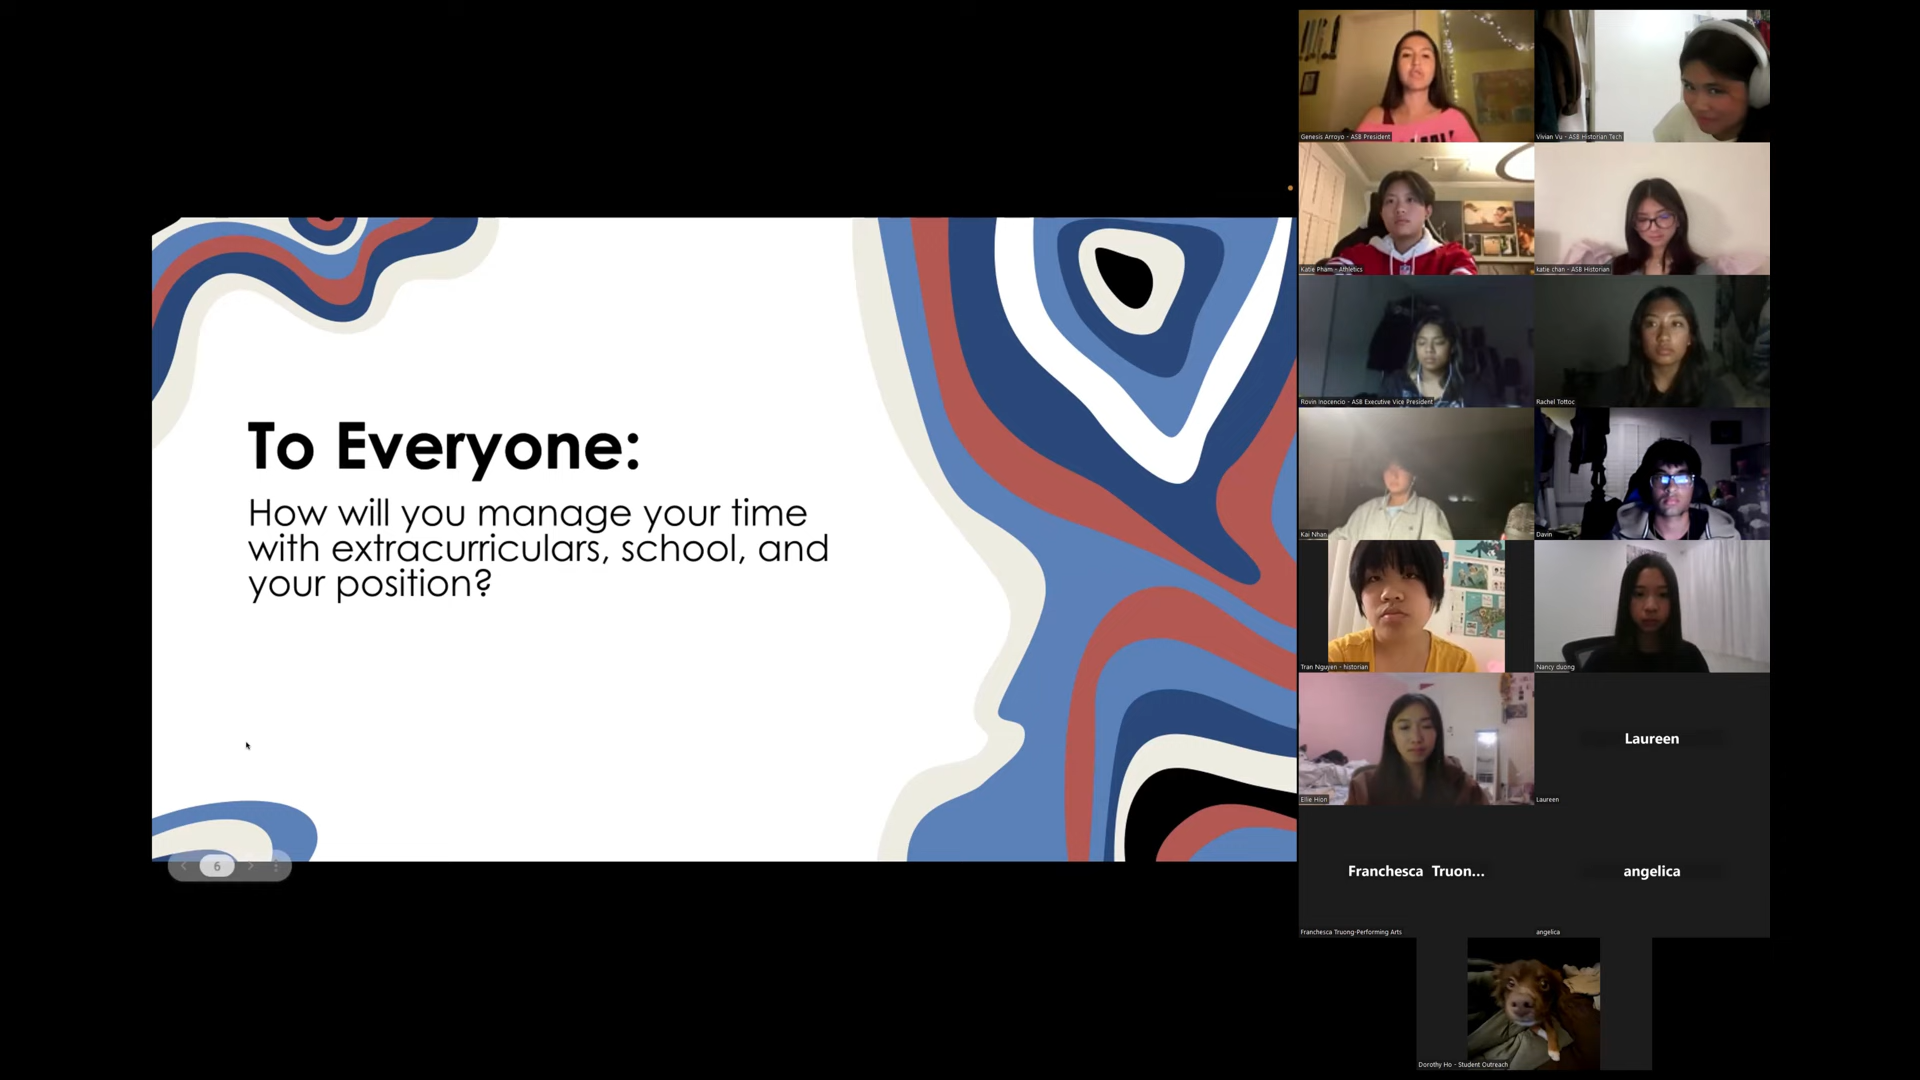 To Everyone:
How will you manage your time
with extracurriculars, school, and
your position?
6
Genesis Arroyo - ASB President
Vivian Vu - ASB Historian Tech
Katie Pham - Athletics
katie chan - ASB Historian
Rovin Inocencio - ASB Executive Vice President
Rachel Tottoc
Kai Nhan
Davin
Tran Nguyen - historian
Nancy duong
Ellie Hion
Laureen
Laureen
Franchesca Truon...
angelica
Franchesca Truong-Performing Arts
angelica
Dorothy Ho - Student Outreach